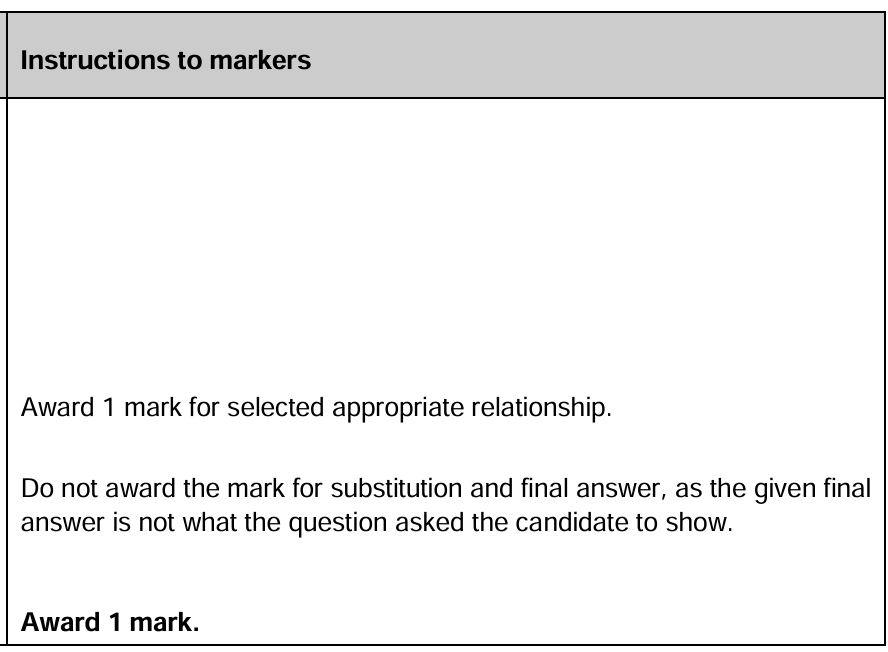 Instructions to markers
Award 1 mark for selected appropriate relationship.
Do not award the mark for substitution and final answer, as the given final
answer is not what the question asked the candidate to show.
Award 1 mark.